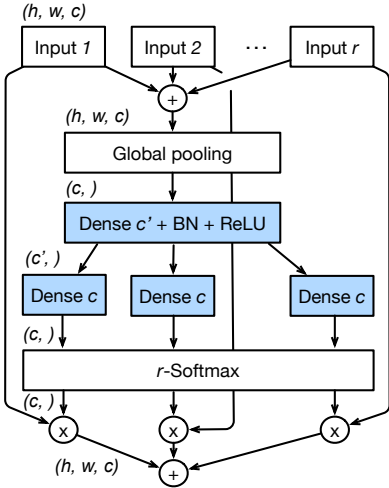 (h, w, c)
Input 1 Input 2 ... Input r
+
(h, w, c)
Global pooling
(c, )
Dense c' + BN + ReLU
(c', )
Dense c Dense c Dense c
(c, )
r-Softmax
(c, )
x x x
(h, w, c)
+